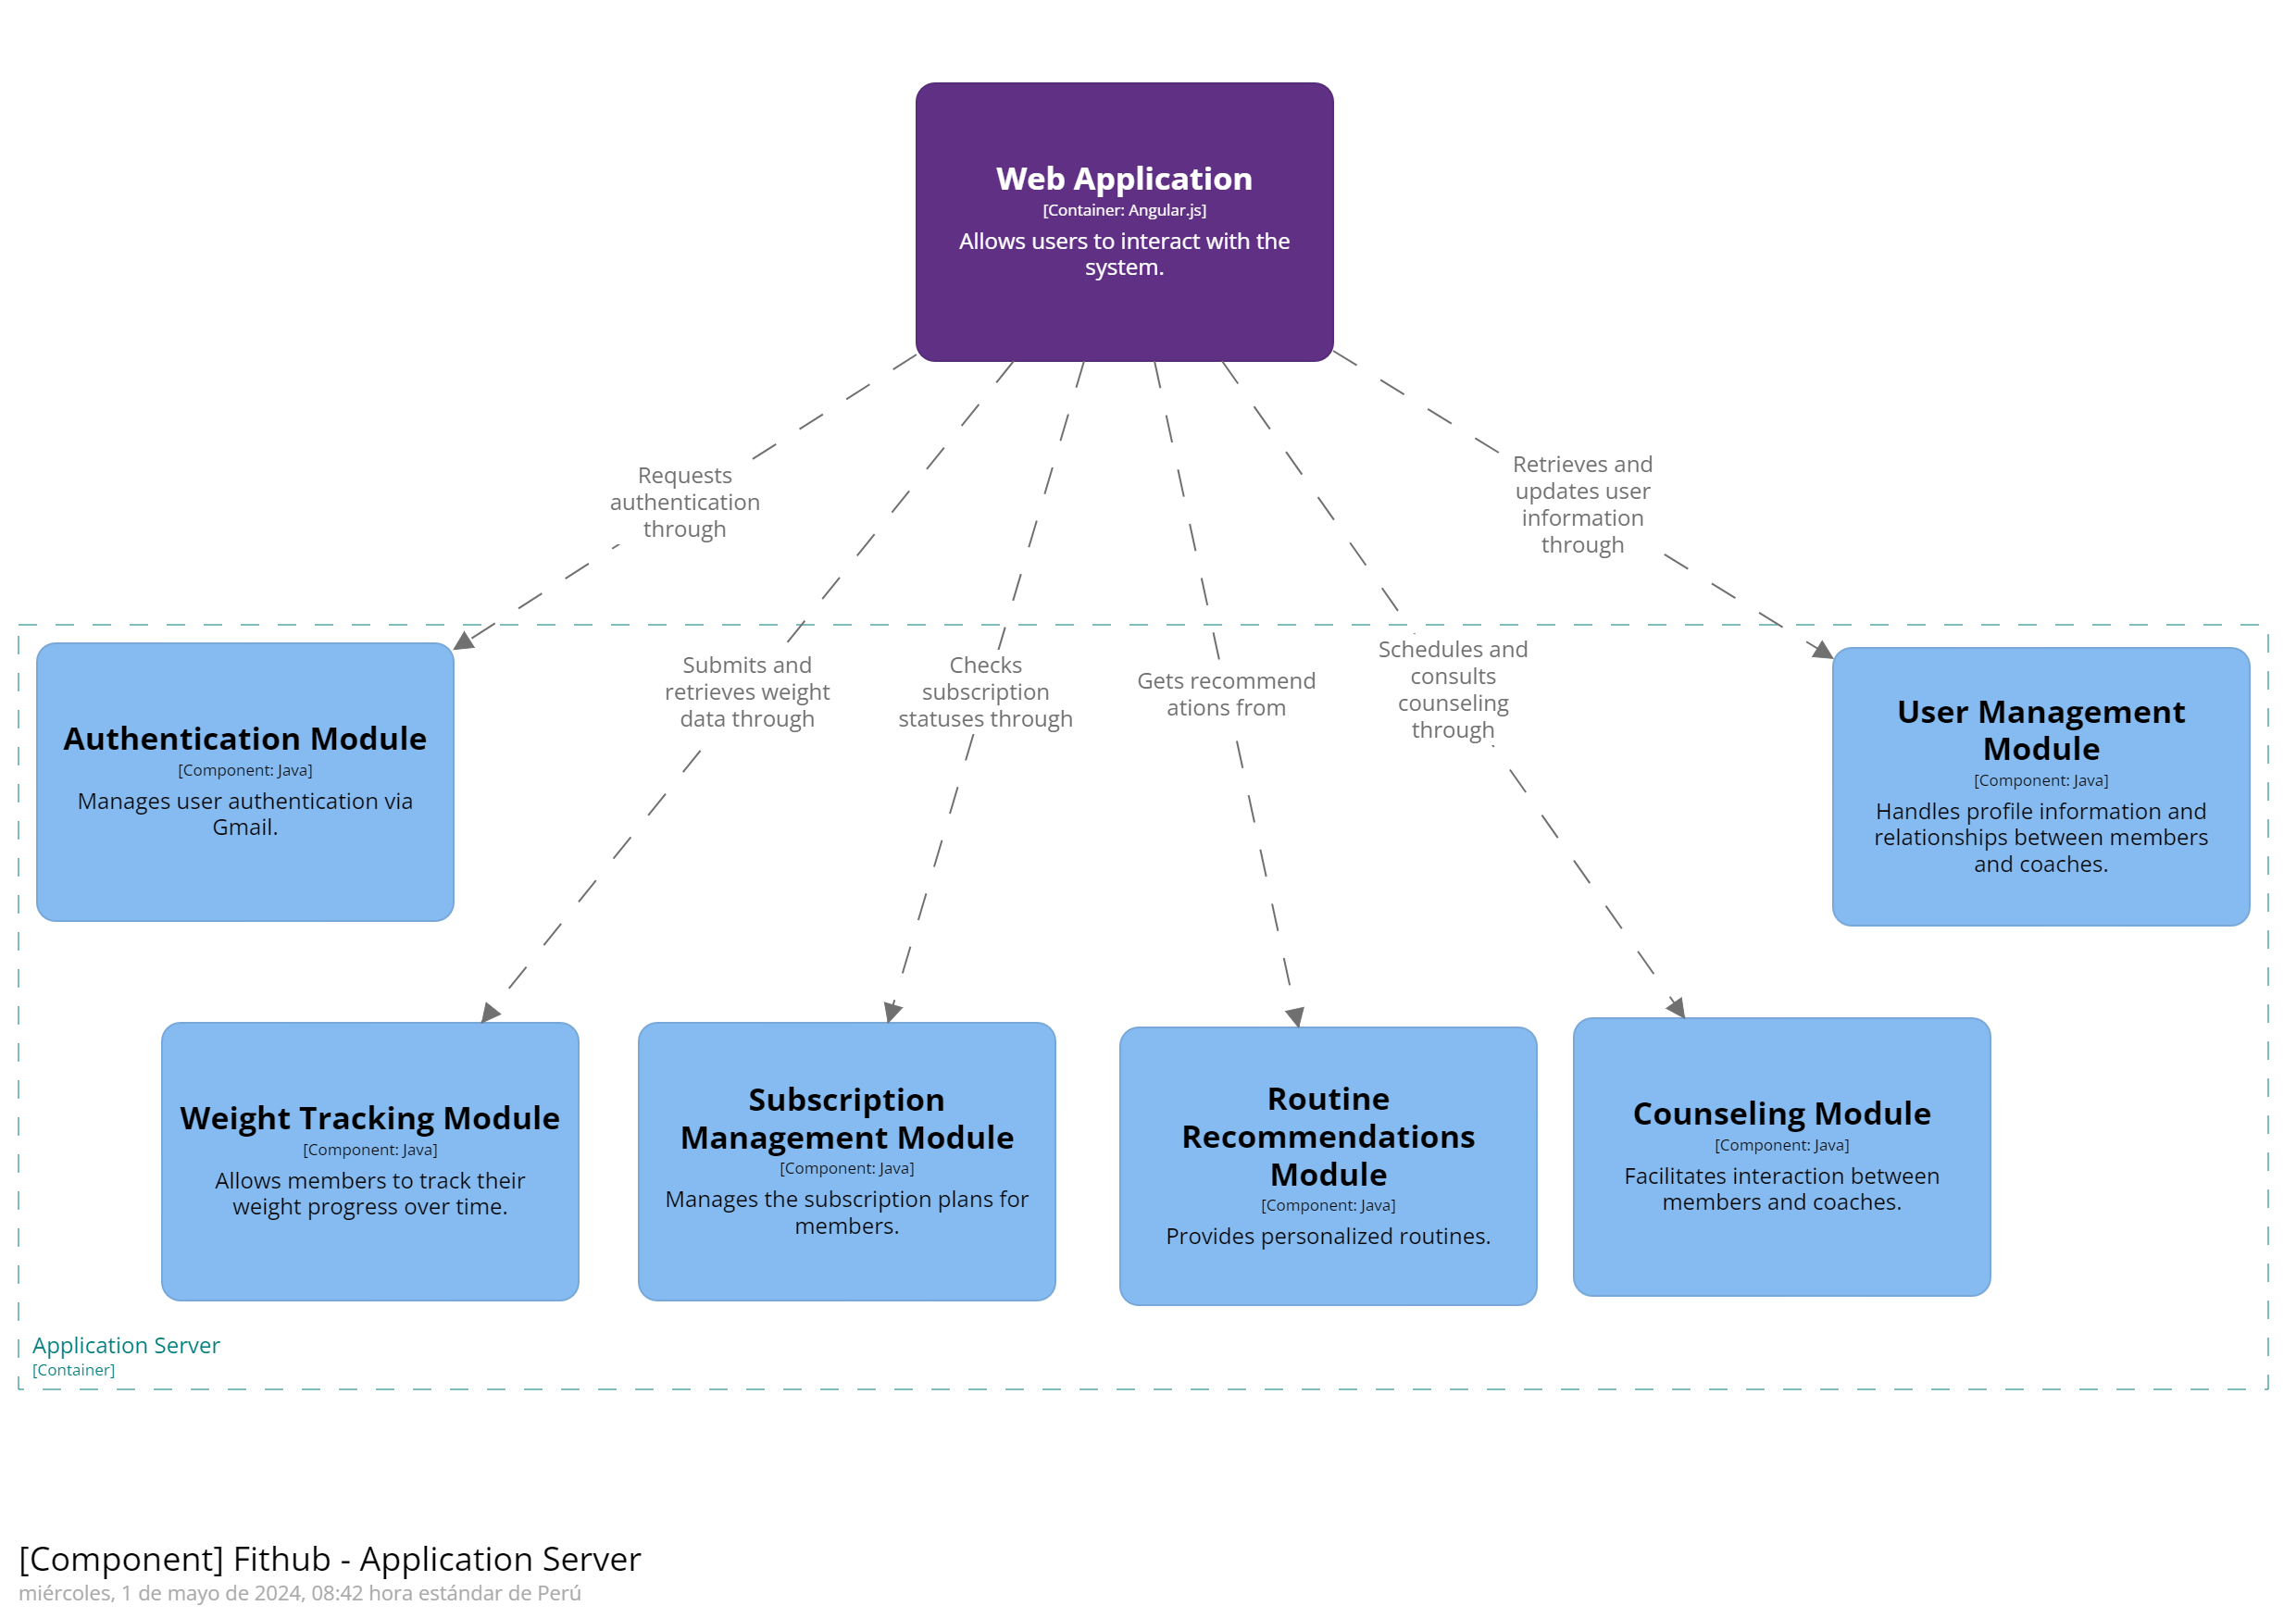 Web Application
[Container: Angular.js]
Allows users to interact with the
system.
Requests
authentication
through
Retrieves and
updates user
information
through
Submits and
retrieves weight
data through
Checks
subscription
statuses through
Gets recommend
ations from
Schedules and
consults
counseling
through
Authentication Module
[Component: Java]
Manages user authentication via
Gmail.
User Management
Module
[Component: Java]
Handles profile information and
relationships between members
and coaches.
Weight Tracking Module
[Component: Java]
Allows members to track their
weight progress over time.
Subscription
Management Module
[Component: Java]
Manages the subscription plans for
members.
Routine
Recommendations
Module
[Component: Java]
Provides personalized routines.
Counseling Module
[Component: Java]
Facilitates interaction between
members and coaches.
Application Server
[Container]
[Component] Fithub - Application Server
miércoles, 1 de mayo de 2024, 08:42 hora estándar de Perú